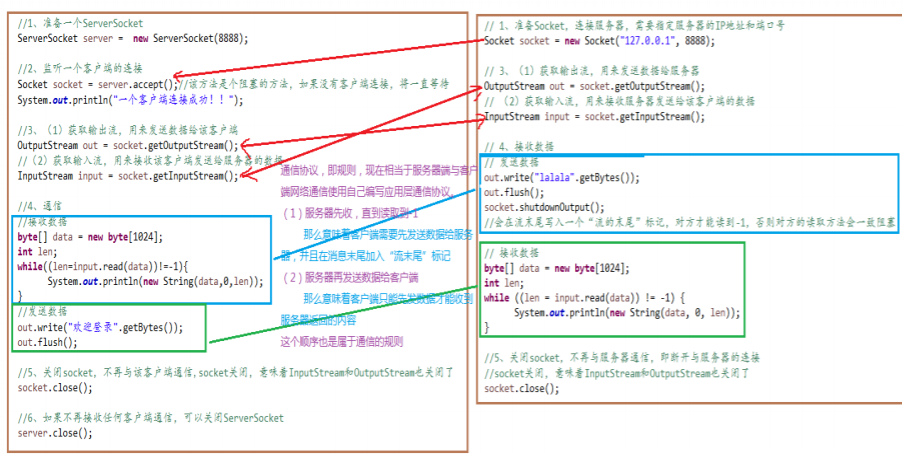 //1、准备一个ServerSocket
ServerSocket server =  new ServerSocket(8888);
//2、监听一个客户端的连接
Socket socket = server.accept();//该方法是个阻塞的方法，如果没有客户端连接，将一直等待
System.out.println("一个客户端连接成功！！");
//3、（1）获取输出流，用来发送数据给该客户端
OutputStream out = socket.getOutputStream();
//（2）获取输入流，用来接收该客户端发送给服务器的数据
InputStream input = socket.getInputStream();
//4、通信
//接收数据
byte[] data = new byte[1024];
int len;
while((len=input.read(data))!=-1){
System.out.println(new String(data,0,len));
}
//发送数据
out.write("欢迎登录".getBytes());
out.flush();
//5、关闭socket，不再与该客户端通信,socket关闭，意味着InputStream和OutputStream也关闭了
socket.close();
//6、如果不再接收任何客户端通信，可以关闭ServerSocket
server.close();
通信协议，即规则，现在相当于服务器端与客户
端网络通信使用自己编写应用层通信协议。
（1）服务器先收，直到读取到-1
那么意味着客户端需要先发送数据给服务
器，并且在消息末尾加入“流末尾”标记
（2）服务器再发送数据给客户端
那么意味着客户端只能先发数据才能收到
服务器返回的内容
这个顺序也是属于通信的规则
// 1、准备Socket，连接服务器，需要指定服务器的IP地址和端口号
Socket socket = new Socket("127.0.0.1", 8888);
// 3、（1）获取输出流，用来发送数据给服务器
OutputStream out = socket.getOutputStream();
// （2）获取输入流，用来接收服务器发送给该客户端的数据
InputStream input = socket.getInputStream();
// 4、接收数据
// 发送数据
out.write("lalala".getBytes());
out.flush();
socket.shutdownOutput();
//会在流末尾写入一个“流的末尾”标记，对方才能读到-1，否则对方的读取方法会一致阻塞
// 接收数据
byte[] data = new byte[1024];
int len;
while ((len = input.read(data)) != -1) {
System.out.println(new String(data, 0, len));
}
//5、关闭socket，不再与服务器通信，即断开与服务器的连接
//socket关闭，意味着InputStream和OutputStream也关闭了
socket.close();